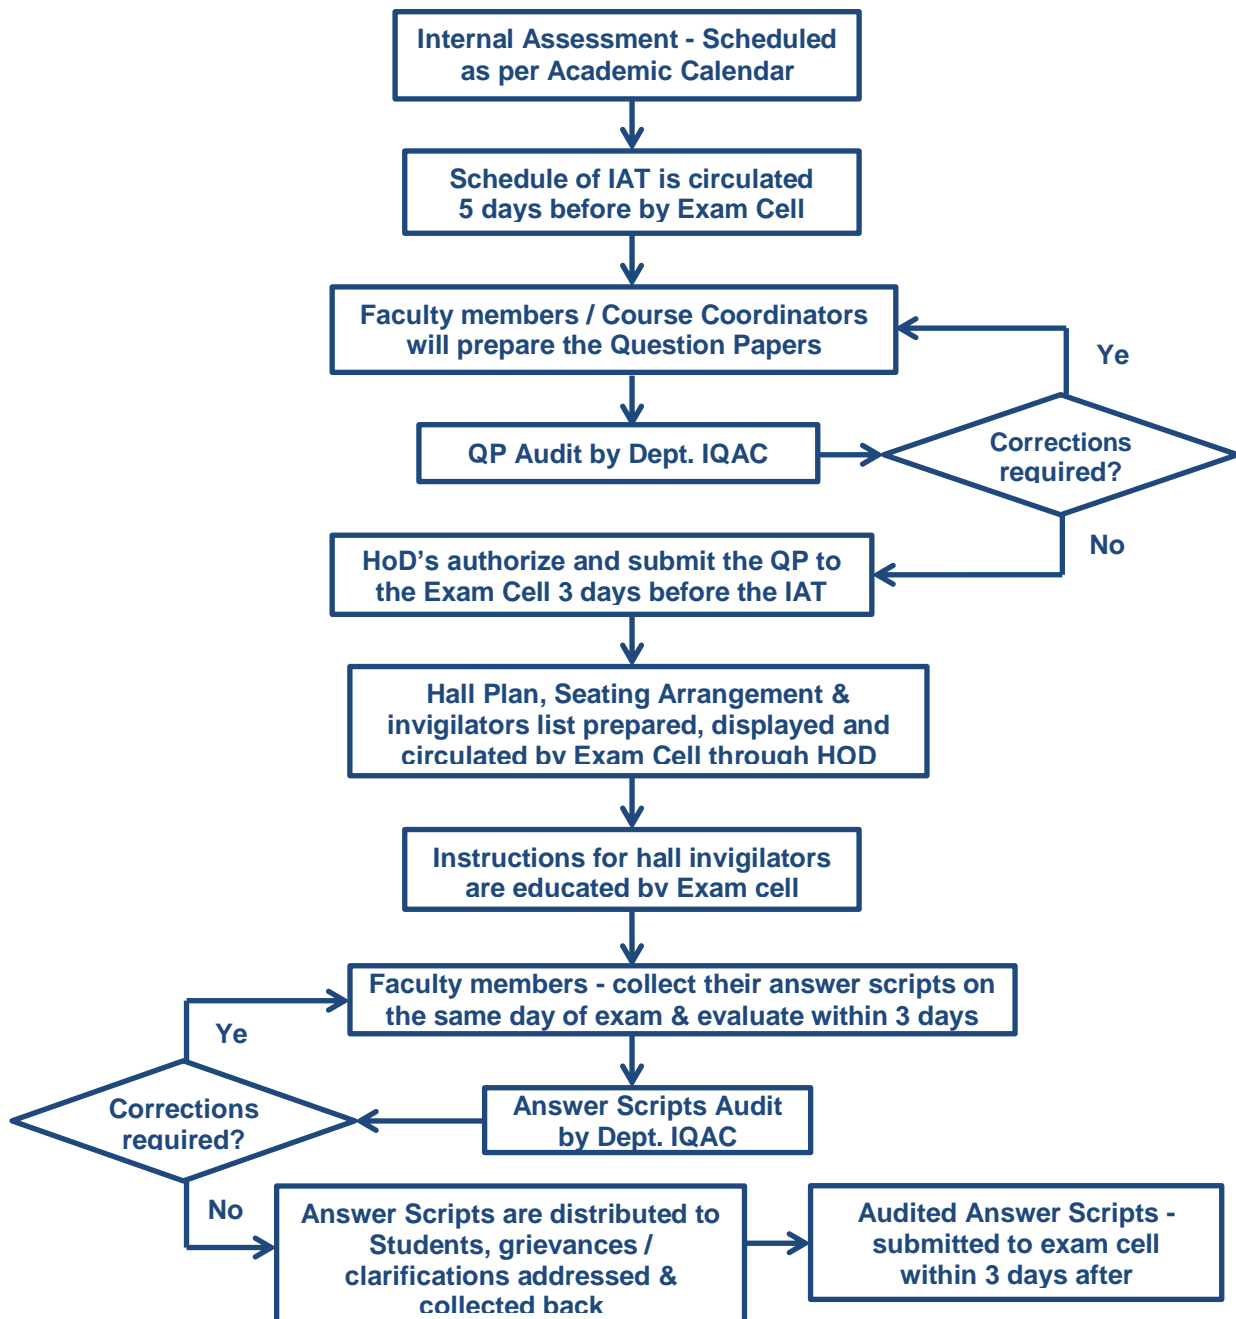 Internal Assessment - Scheduled
as per Academic Calendar
Schedule of IAT is circulated
5 days before by Exam Cell
Faculty members / Course Coordinators
will prepare the Question Papers
Ye
QP Audit by Dept. IQAC
Corrections
required?
No
HoD's authorize and submit the QP to
the Exam Cell 3 days before the IAT
Hall Plan, Seating Arrangement &
invigilators list prepared, displayed and
circulated by Exam Cell through HOD
Instructions for hall invigilators
are educated by Exam cell
Faculty members - collect their answer scripts on
the same day of exam & evaluate within 3 days
Ye
Answer Scripts Audit
by Dept. IQAC
Corrections
required?
No
Answer Scripts are distributed to
Students, grievances /
clarifications addressed &
collected back
Audited Answer Scripts -
submitted to exam cell
within 3 days after